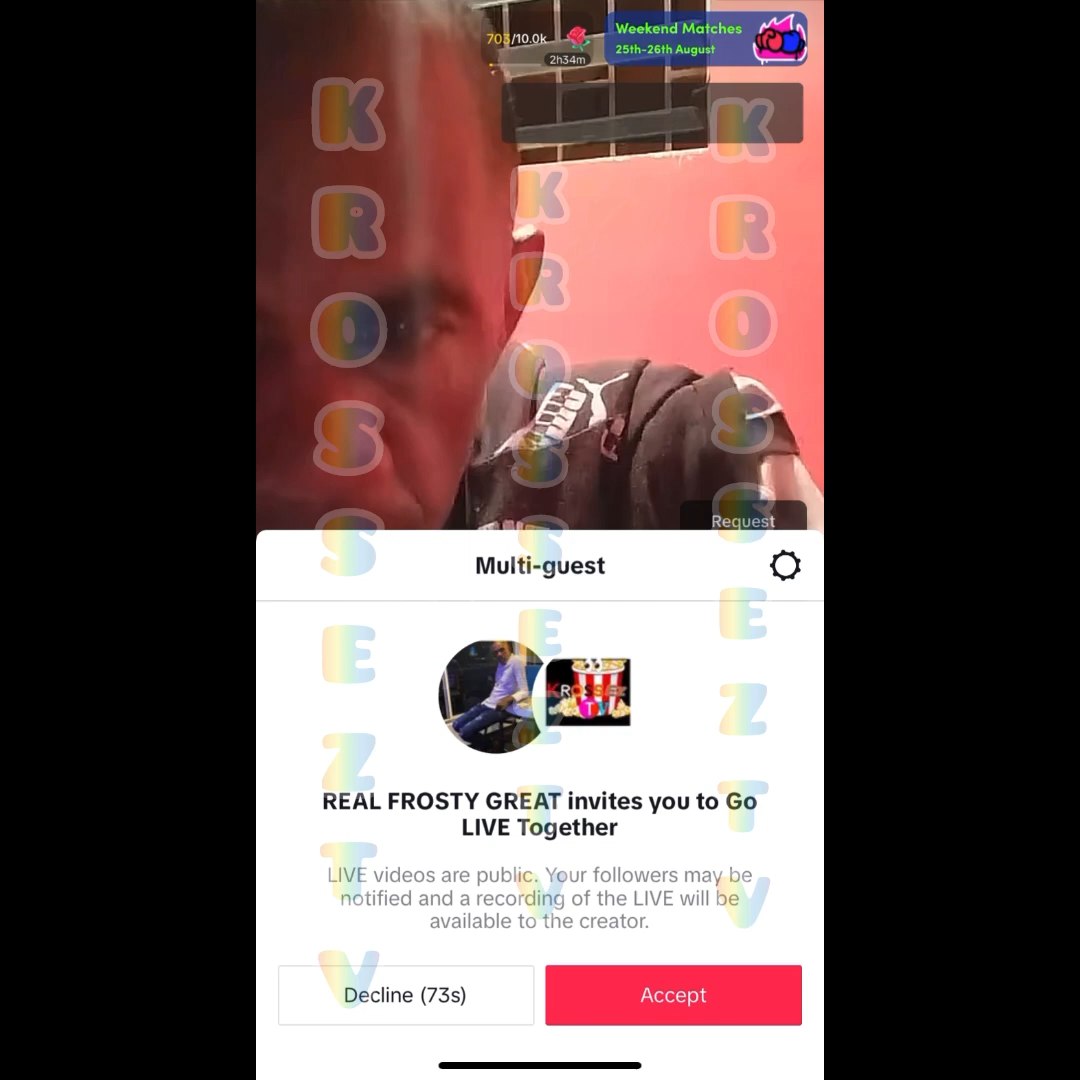 703/10.0k
2h34m
Weekend Matches
25th-26th August
KROSSEZTV
KROSSEZTV
KROSSEZTV
Request
Multi-guest
KROSSEZ
TV
REAL FROSTY GREAT invites you to Go
LIVE Together
LIVE videos are public. Your followers may be
notified and a recording of the LIVE will be
available to the creator.
Decline (73s)
Accept